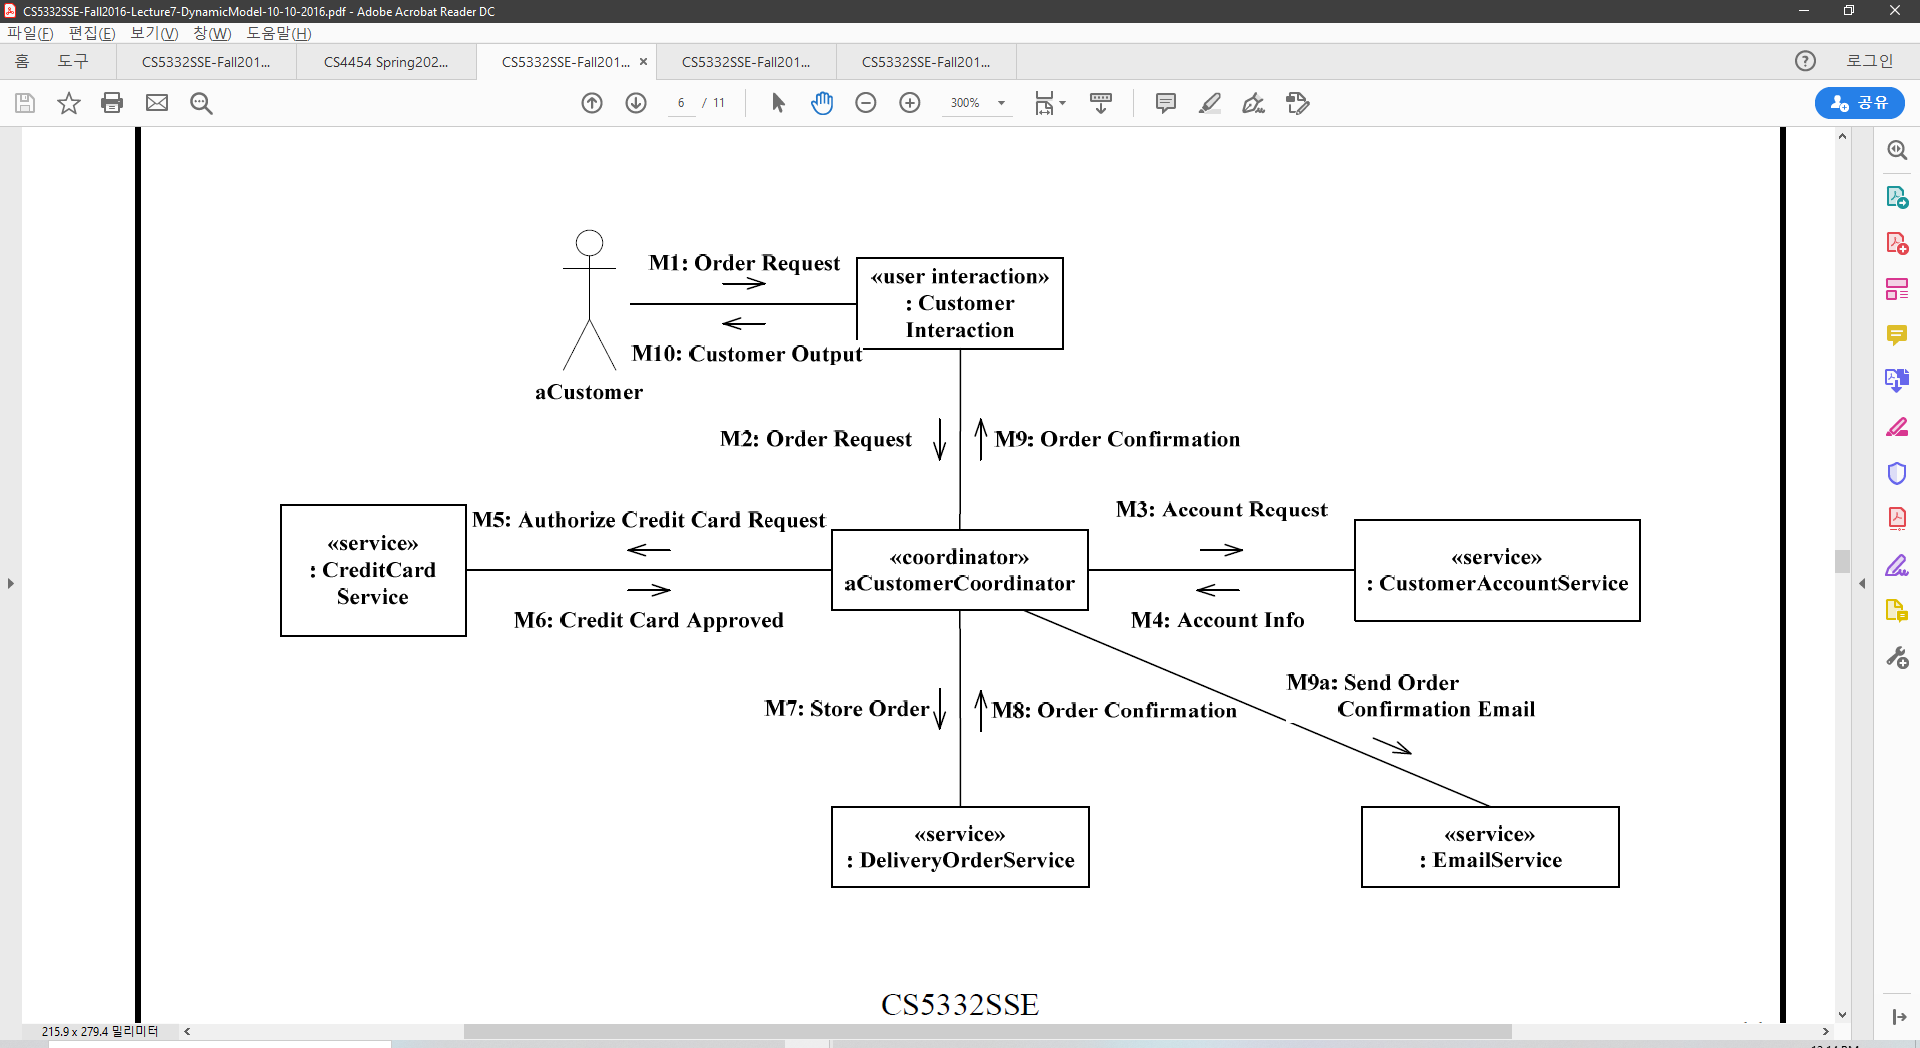 CS5332SSE-Fall2016-Lecture7-DynamicModel-10-10-2016.pdf - Adobe Acrobat Reader DC
파일(F) 편집(E) 보기(V) 창(W) 도움말(H)
홈 도구 CS5332SSE-Fall201... CS4454 Spring202... CS5332SSE-Fall201... × CS5332SSE-Fall201... CS5332SSE-Fall201... 로그인
6 / 11 300% 공유
M1: Order Request
«user interaction»
: Customer
Interaction
M10: Customer Output
aCustomer
M2: Order Request
M9: Order Confirmation
M5: Authorize Credit Card Request
M3: Account Request
«service»
: CreditCard
Service
«coordinator»
aCustomerCoordinator
«service»
: CustomerAccountService
M6: Credit Card Approved
M4: Account Info
M9a: Send Order
Confirmation Email
M7: Store Order
M8: Order Confirmation
«service»
: DeliveryOrderService
«service»
: EmailService
CS5332SSE
215.9 x 279.4 밀리미터